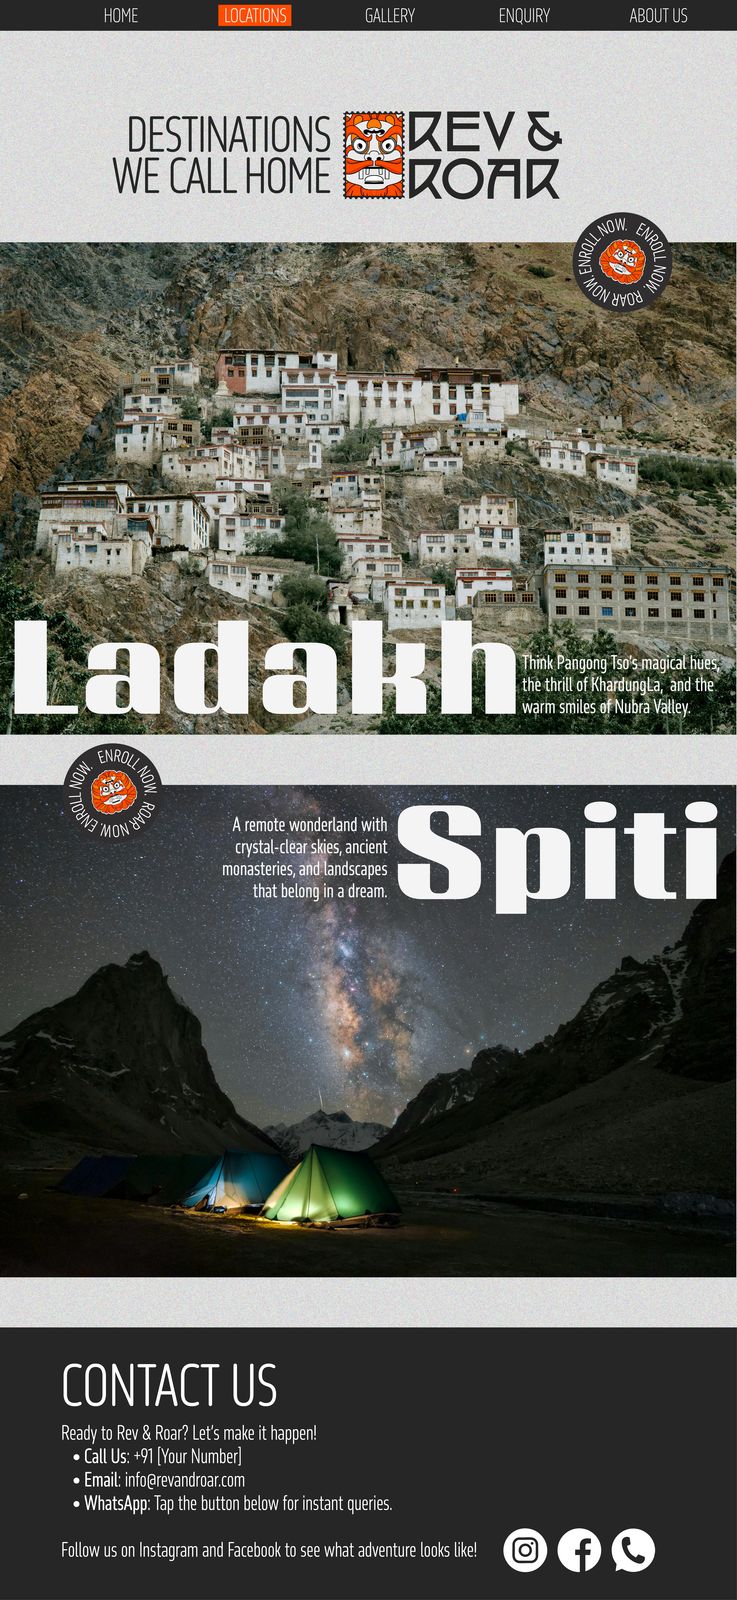 HOME
LOCATIONS
GALLERY
ENQUIRY
ABOUT US
DESTINATIONS
WE CALL HOME
REV &
ROAR
ENROLL NOW. ENROLL NOW. ROAR NOW.
Ladakh
Think Pangong Tso's magical hues,
the thrill of KhardungLa, and the
warm smiles of Nubra Valley.
ENROLL NOW. ENROLL NOW. ROAR NOW.
A remote wonderland with
crystal-clear skies, ancient
monasteries, and landscapes
that belong in a dream.
Spiti
CONTACT US
Ready to Rev & Roar? Let's make it happen!
• Call Us: +91 [Your Number]
• Email: info@revandroar.com
• WhatsApp: Tap the button below for instant queries.
Follow us on Instagram and Facebook to see what adventure looks like!